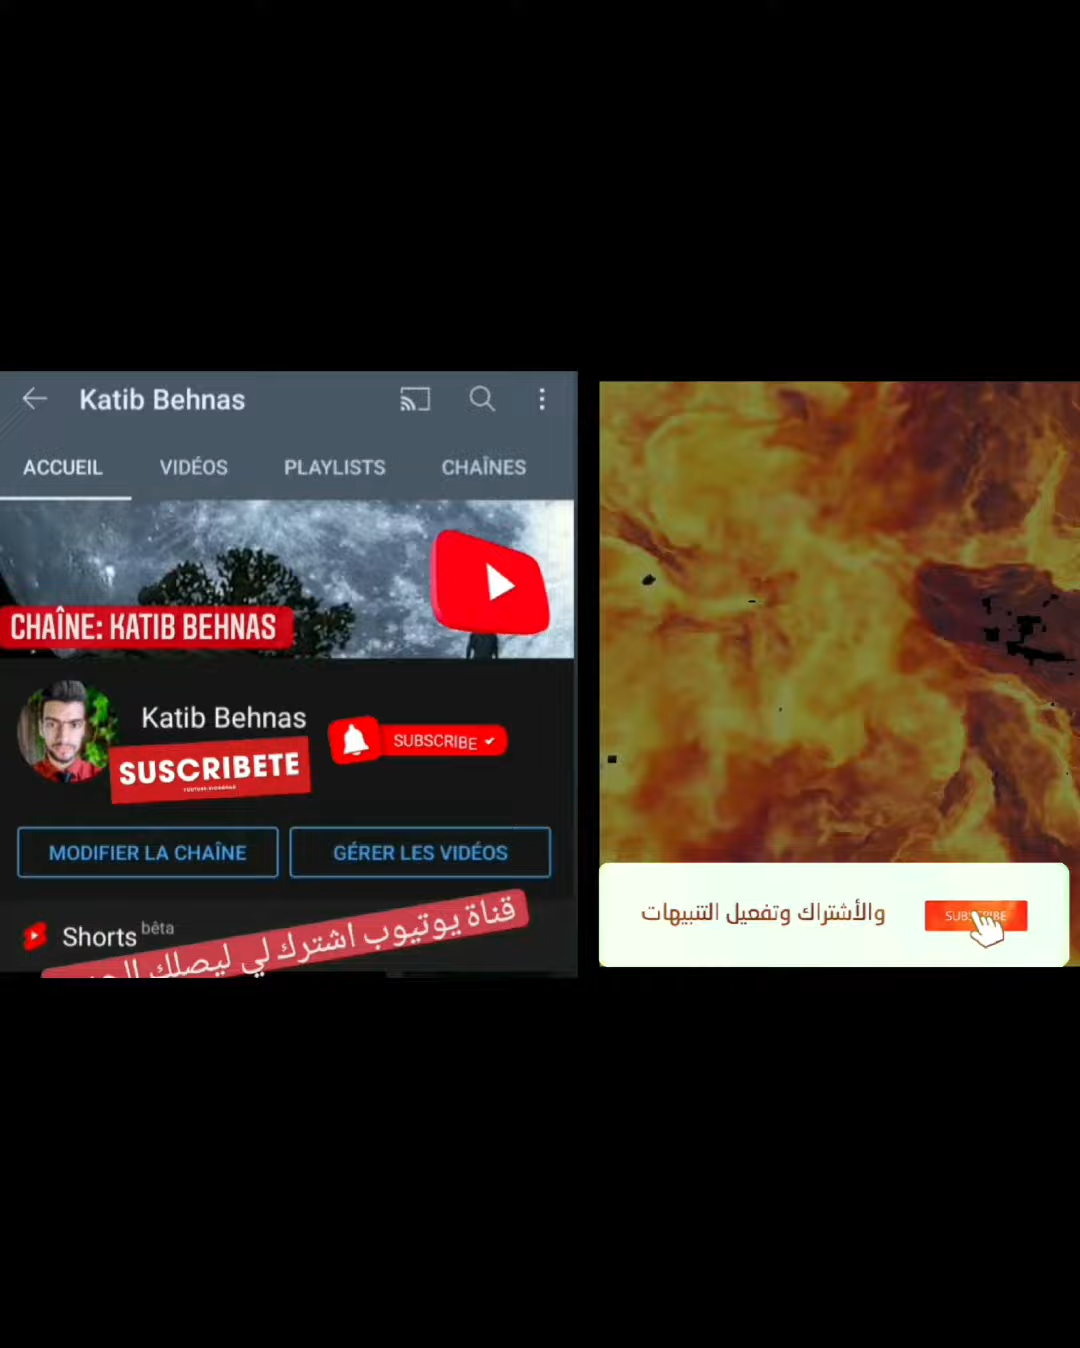 Katib Behnas
ACCUEIL VIDÉOS PLAYLISTS CHAÎNES
CHAÎNE: KATIB BEHNAS
Katib Behnas
SUBSCRIBE
SUSCRIBETE
MODIFIER LA CHAÎNE GÉRER LES VIDÉOS
Shorts bêta
قناة يوتيوب اشترك لي ليصلك
والأشتراك وتفعيل التنبيهات
SUBSCRIBE